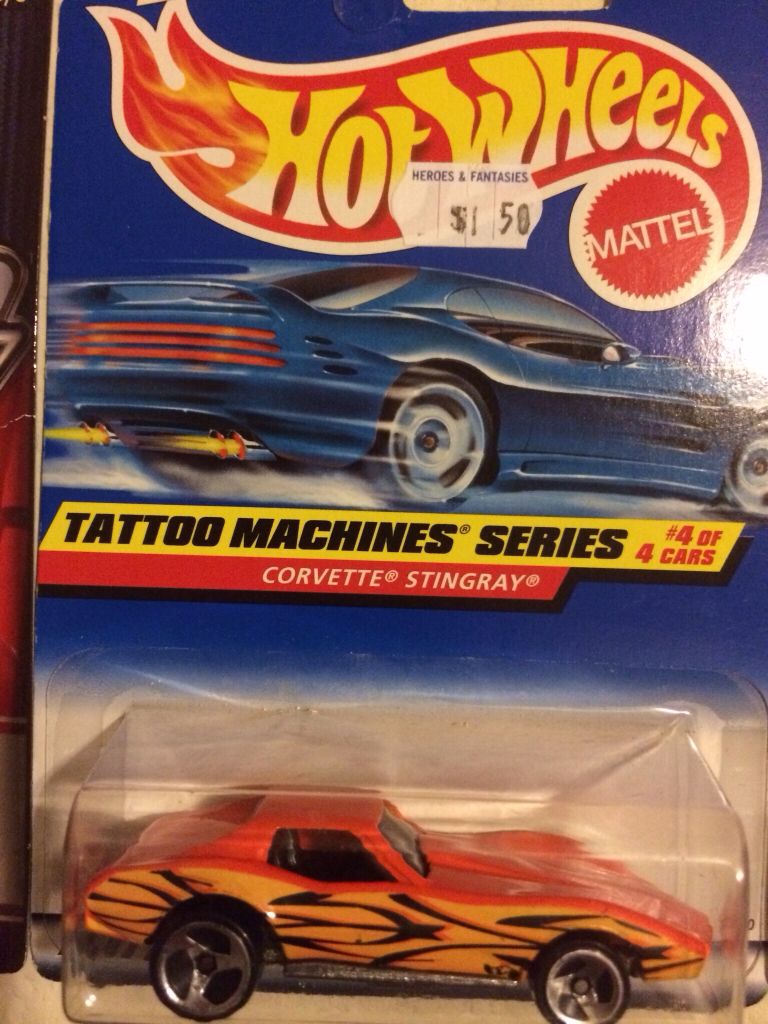 HOT WHEELS
HEROES & FANTASIES
$1 50
MATTEL
TATTOO MACHINES® SERIES
#4 OF
4 CARS
CORVETTE® STINGRAY®